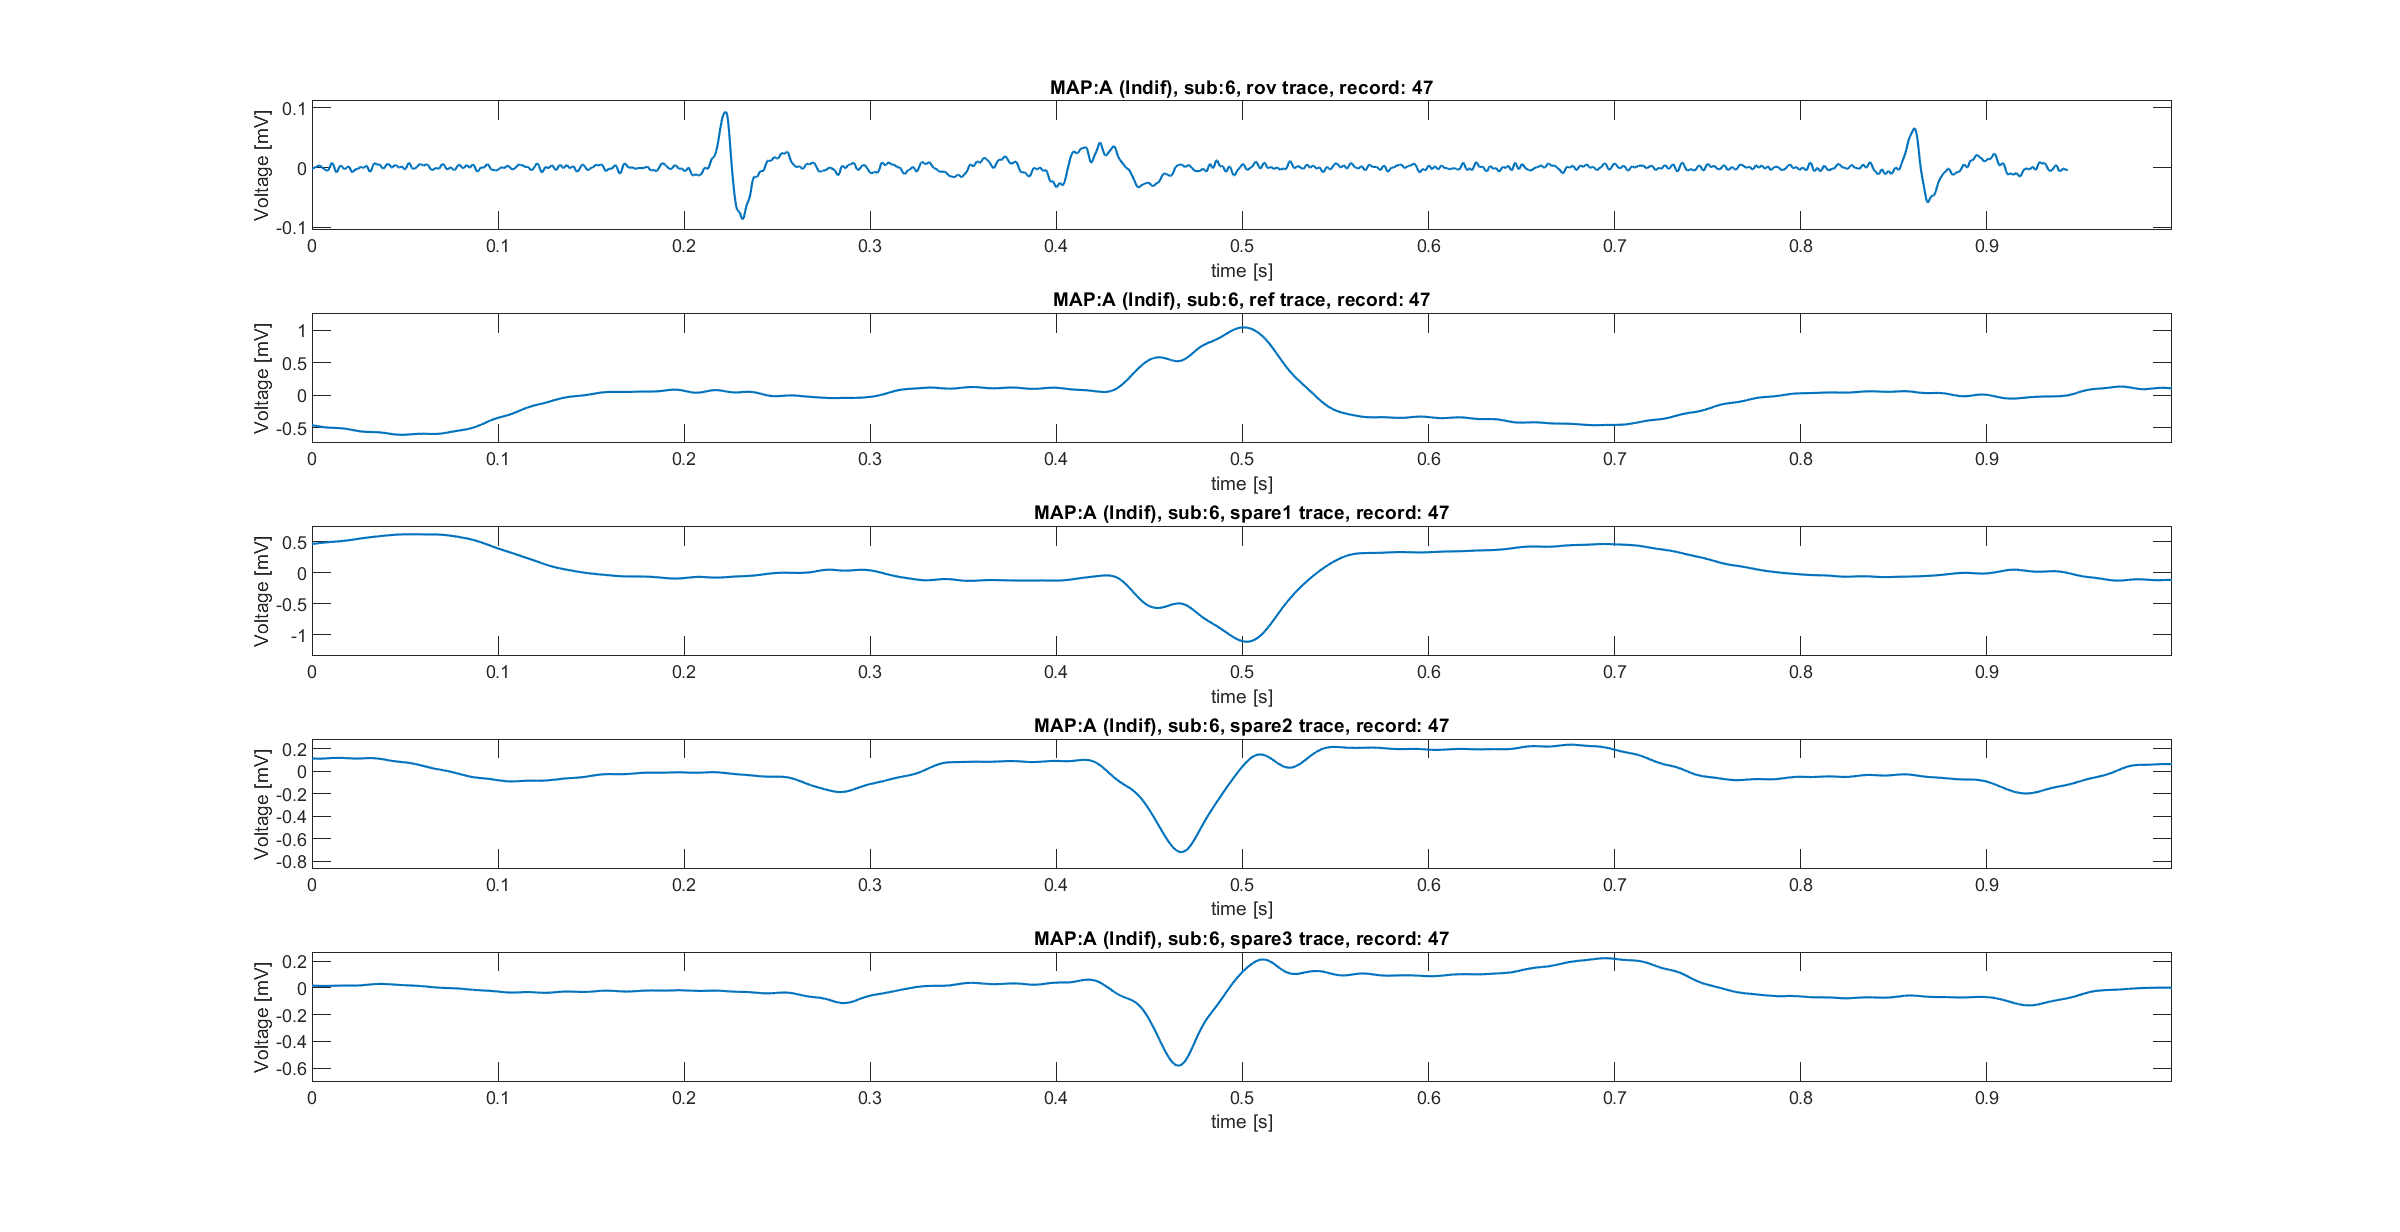 MAP:A (Indif), sub:6, rov trace, record: 47
Voltage [mV]
0.1
0
-0.1
0 0.1 0.2 0.3 0.4 0.5 0.6 0.7 0.8 0.9
time [s]
MAP:A (Indif), sub:6, ref trace, record: 47
Voltage [mV]
1
0.5
0
-0.5
0 0.1 0.2 0.3 0.4 0.5 0.6 0.7 0.8 0.9
time [s]
MAP:A (Indif), sub:6, spare1 trace, record: 47
Voltage [mV]
0.5
0
-0.5
-1
0 0.1 0.2 0.3 0.4 0.5 0.6 0.7 0.8 0.9
time [s]
MAP:A (Indif), sub:6, spare2 trace, record: 47
Voltage [mV]
0.2
0
-0.2
-0.4
-0.6
-0.8
0 0.1 0.2 0.3 0.4 0.5 0.6 0.7 0.8 0.9
time [s]
MAP:A (Indif), sub:6, spare3 trace, record: 47
Voltage [mV]
0.2
0
-0.2
-0.4
-0.6
0 0.1 0.2 0.3 0.4 0.5 0.6 0.7 0.8 0.9
time [s]